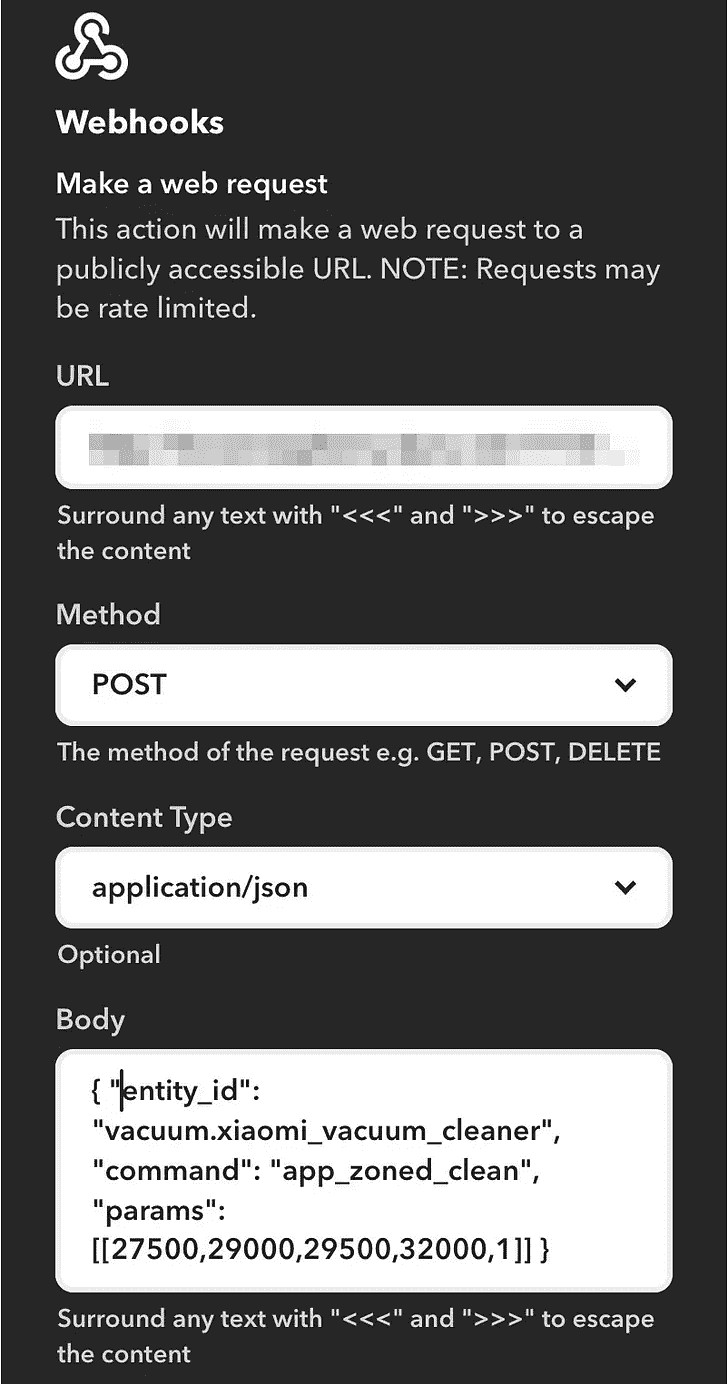 Webhooks
Make a web request
This action will make a web request to a
publicly accessible URL. NOTE: Requests may
be rate limited.
URL
Surround any text with "<<<" and ">>>" to escape
the content
Method
POST
The method of the request e.g. GET, POST, DELETE
Content Type
application/json
Optional
Body
{ "entity_id":
"vacuum.xiaomi_vacuum_cleaner",
"command": "app_zoned_clean",
"params":
[[27500,29000,29500,32000,1]] }
Surround any text with "<<<" and ">>>" to escape
the content